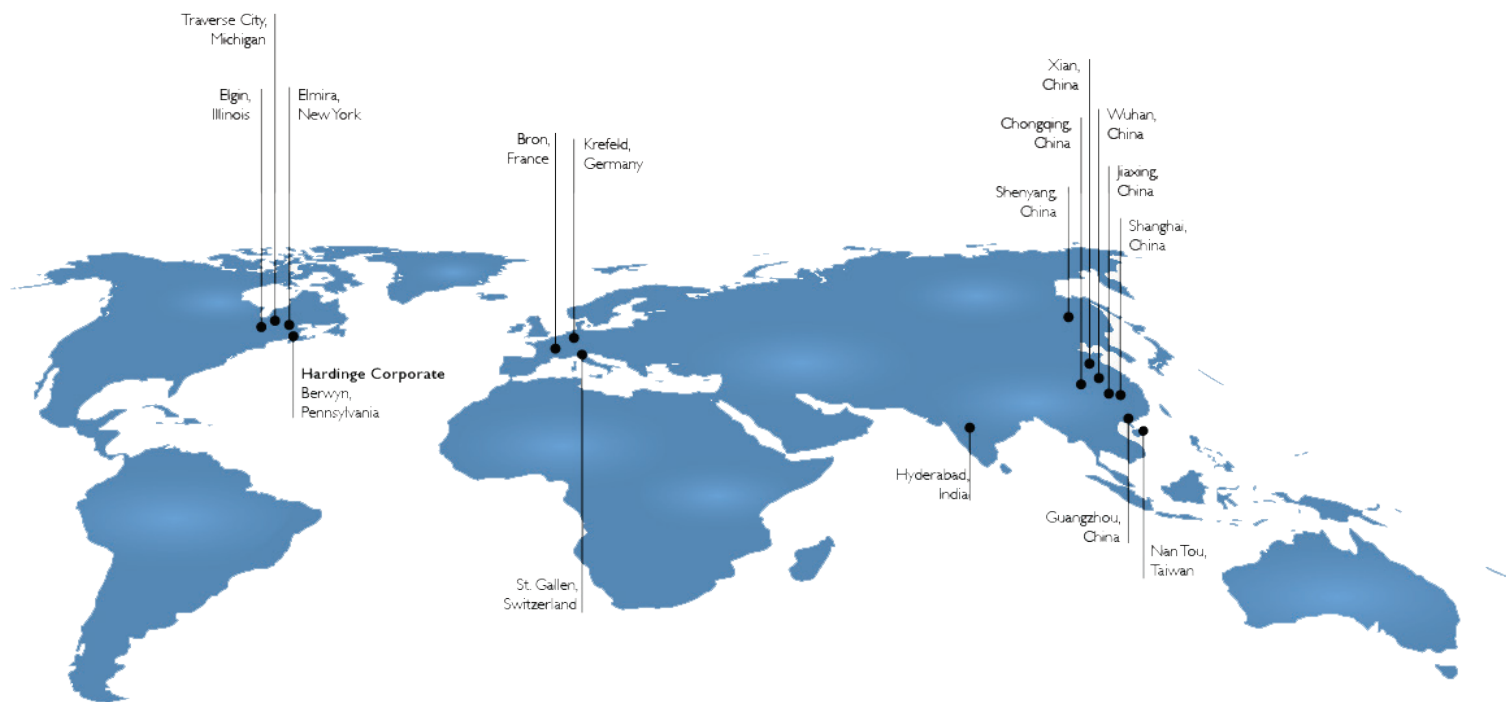 Traverse City,
Michigan
Elgin,
Illinois
Elmira,
New York
Hardinge Corporate
Berwyn,
Pennsylvania
Bron,
France
Krefeld,
Germany
St. Gallen,
Switzerland
Xian,
China
Chongqing,
China
Wuhan,
China
Shenyang,
China
Jiaxing,
China
Shanghai,
China
Hyderabad,
India
Guangzhou,
China
Nan Tou,
Taiwan